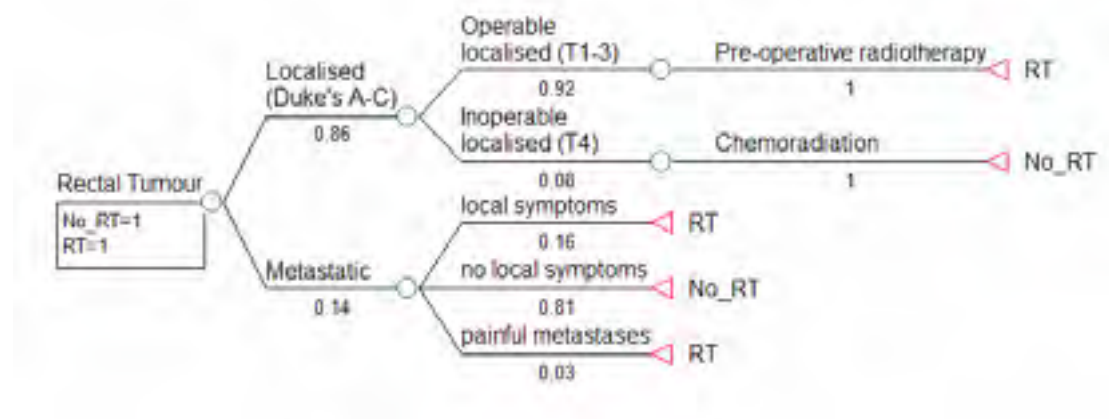 Operable
localised (T1-3)
0.92
Pre-operative radiotherapy
1
RT
Localised
(Duke's A-C)
0.86
Inoperable
localised (T4)
0.08
Chemoradiation
1
No_RT
Rectal Tumour
No_RT=1
RT=1
local symptoms
0.16
RT
Metastatic
0.14
no local symptoms
0.81
No_RT
painful metastases
0.03
RT